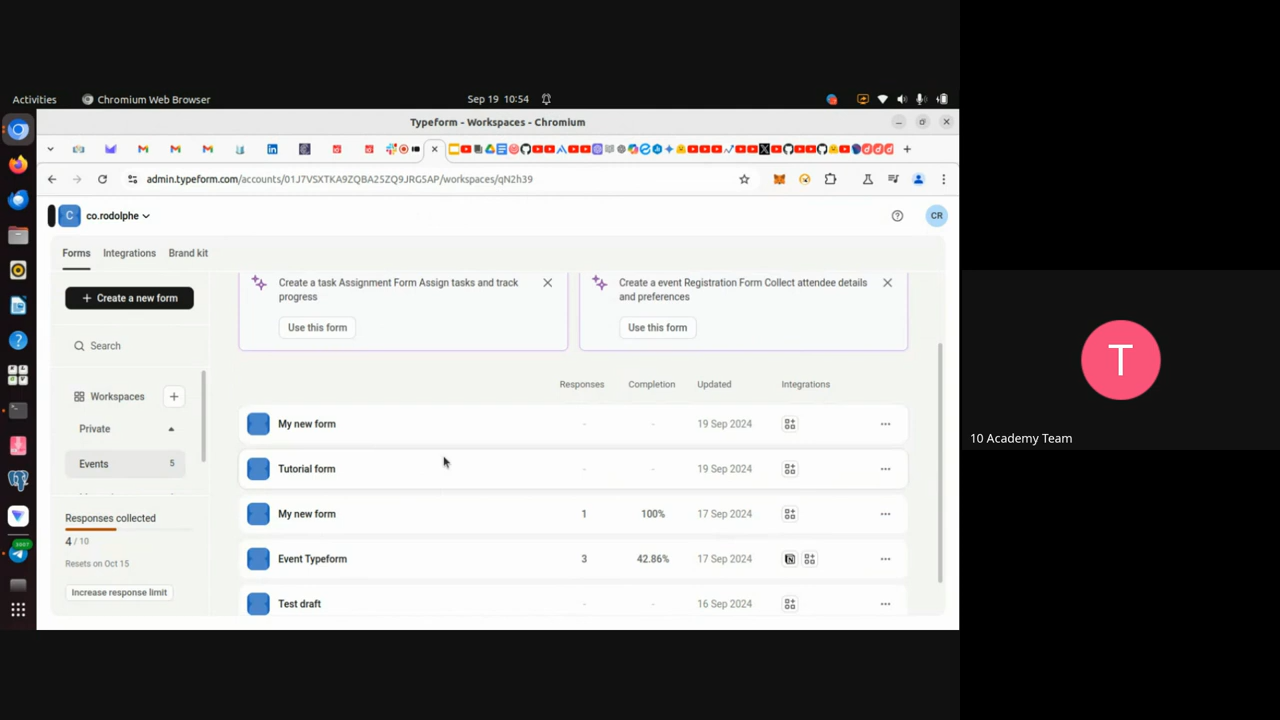 Activities
Chromium Web Browser
Sep 19 10:54
Typeform - Workspaces - Chromium
admin.typeform.com/accounts/01J7VSXTKA9ZQBA2SZQ9JRG5AP/workspaces/qN2h39
C co.rodolphe
CR
Forms Integrations Brand kit
+ Create a new form
Search
Workspaces +
Private
Events 5
Responses collected
4 / 10
Resets on Oct 15
Increase response limit
Create a task Assignment Form Assign tasks and track
progress
Use this form
Create a event Registration Form Collect attendee details
and preferences
Use this form
Responses Completion Updated Integrations
My new form - - 19 Sep 2024
Tutorial form - - 19 Sep 2024
My new form 1 100% 17 Sep 2024
Event Typeform 3 42.86% 17 Sep 2024
Test draft - - 16 Sep 2024
T
10 Academy Team